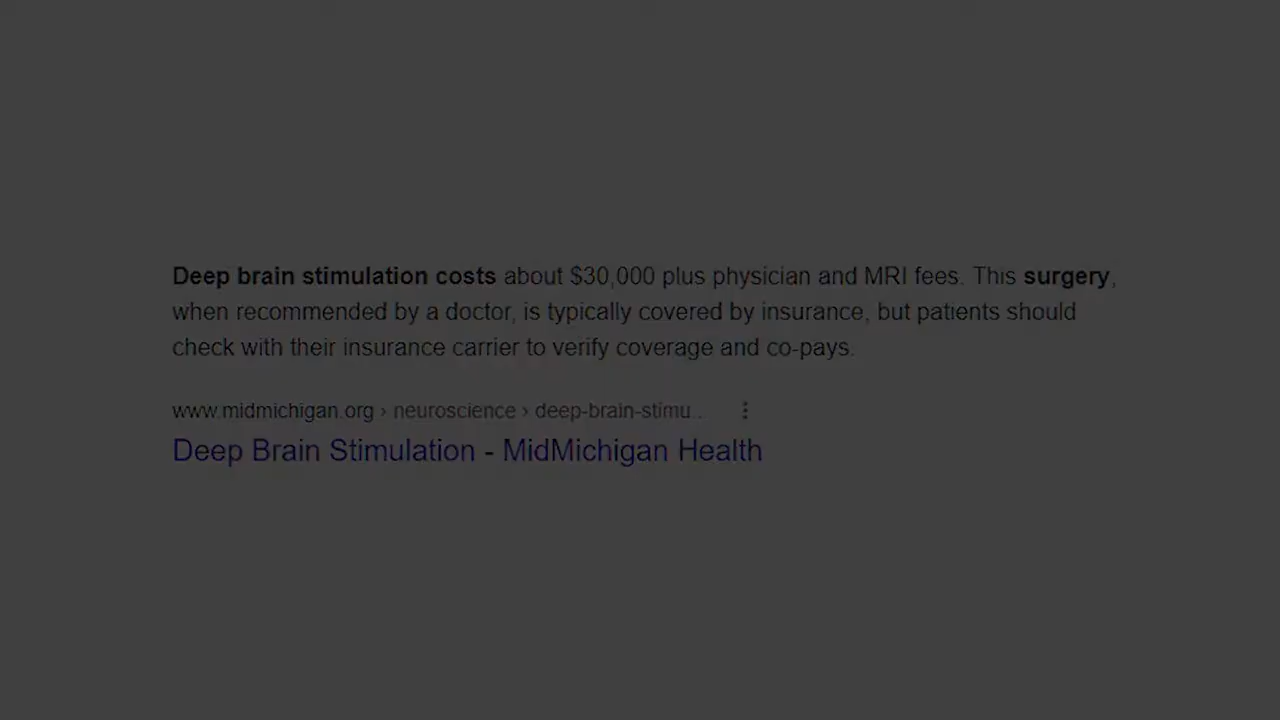 Deep brain stimulation costs about $30,000 plus physician and MRI fees. This surgery,
when recommended by a doctor, is typically covered by insurance, but patients should
check with their insurance carrier to verify coverage and co-pays.
www.midmichigan.org › neuroscience › deep-brain-stimu...
Deep Brain Stimulation - MidMichigan Health